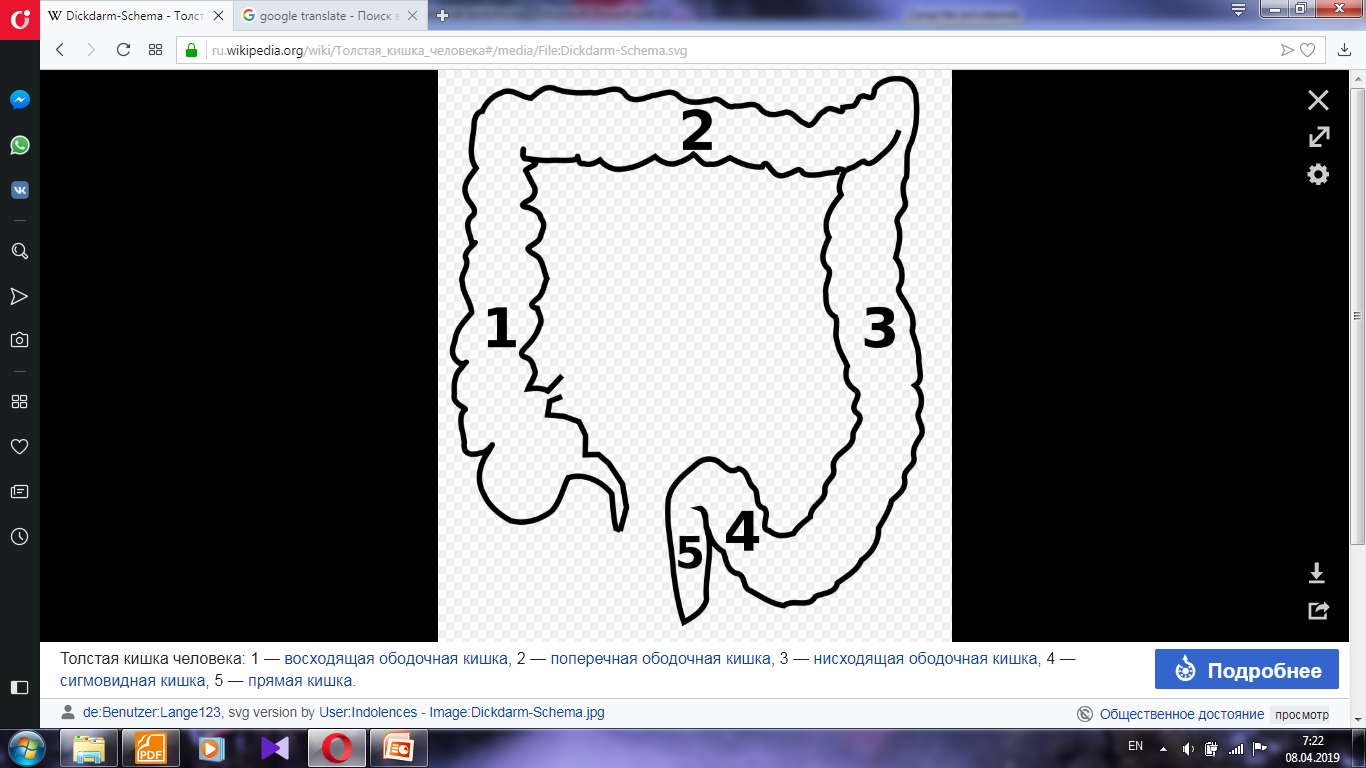 Dickdarm-Schema - Толст
google translate - Поиск в
ru.wikipedia.org/wiki/Толстая_кишка_человека#/media/File:Dickdarm-Schema.svg
2
1
3
4
5
Толстая кишка человека: 1 — восходящая ободочная кишка, 2 — поперечная ободочная кишка, 3 — нисходящая ободочная кишка, 4 —
сигмовидная кишка, 5 — прямая кишка.
Подробнее
de:Benutzer:Lange123, svg version by User:Indolences - Image:Dickdarm-Schema.jpg
Общественное достояние просмотр
PDF
EN
7:22
08.04.2019